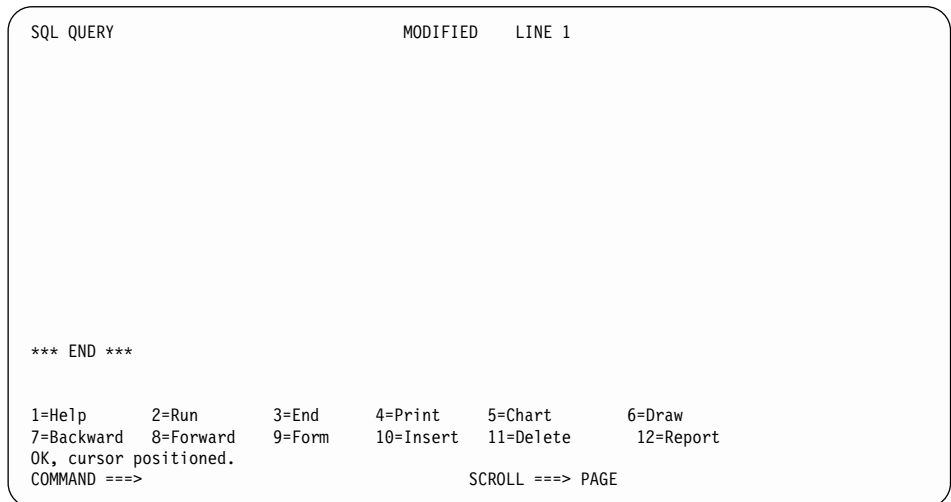 SQL QUERY MODIFIED LINE 1
*** END ***
1=Help 2=Run 3=End 4=Print 5=Chart 6=Draw
7=Backward 8=Forward 9=Form 10=Insert 11=Delete 12=Report
OK, cursor positioned.
COMMAND ===> SCROLL ===> PAGE